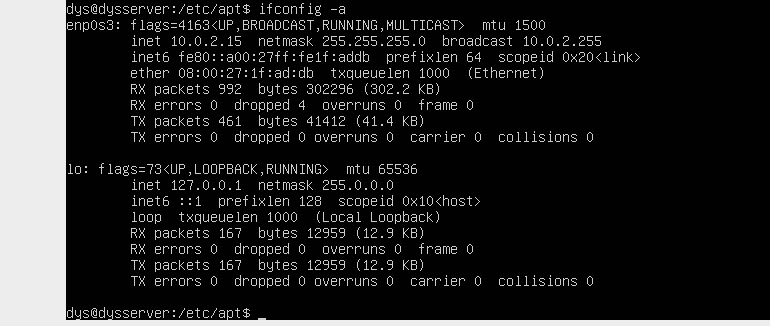 dys@dysserver:/etc/apt$ ifconfig -a
enp0s3: flags=4163<UP,BROADCAST,RUNNING,MULTICAST>  mtu 1500
        inet 10.0.2.15  netmask 255.255.255.0  broadcast 10.0.2.255
        inet6 fe80::a00:27ff:fe1f:addb  prefixlen 64  scopeid 0x20<link>
        ether 08:00:27:1f:ad:db  txqueuelen 1000  (Ethernet)
        RX packets 992  bytes 302296 (302.2 KB)
        RX errors 0  dropped 4  overruns 0  frame 0
        TX packets 461  bytes 41412 (41.4 KB)
        TX errors 0  dropped 0 overruns 0  carrier 0  collisions 0
lo: flags=73<UP,LOOPBACK,RUNNING>  mtu 65536
        inet 127.0.0.1  netmask 255.0.0.0
        inet6 ::1  prefixlen 128  scopeid 0x10<host>
        loop  txqueuelen 1000  (Local Loopback)
        RX packets 167  bytes 12959 (12.9 KB)
        RX errors 0  dropped 0  overruns 0  frame 0
        TX packets 167  bytes 12959 (12.9 KB)
        TX errors 0  dropped 0 overruns 0  carrier 0  collisions 0
dys@dysserver:/etc/apt$ _